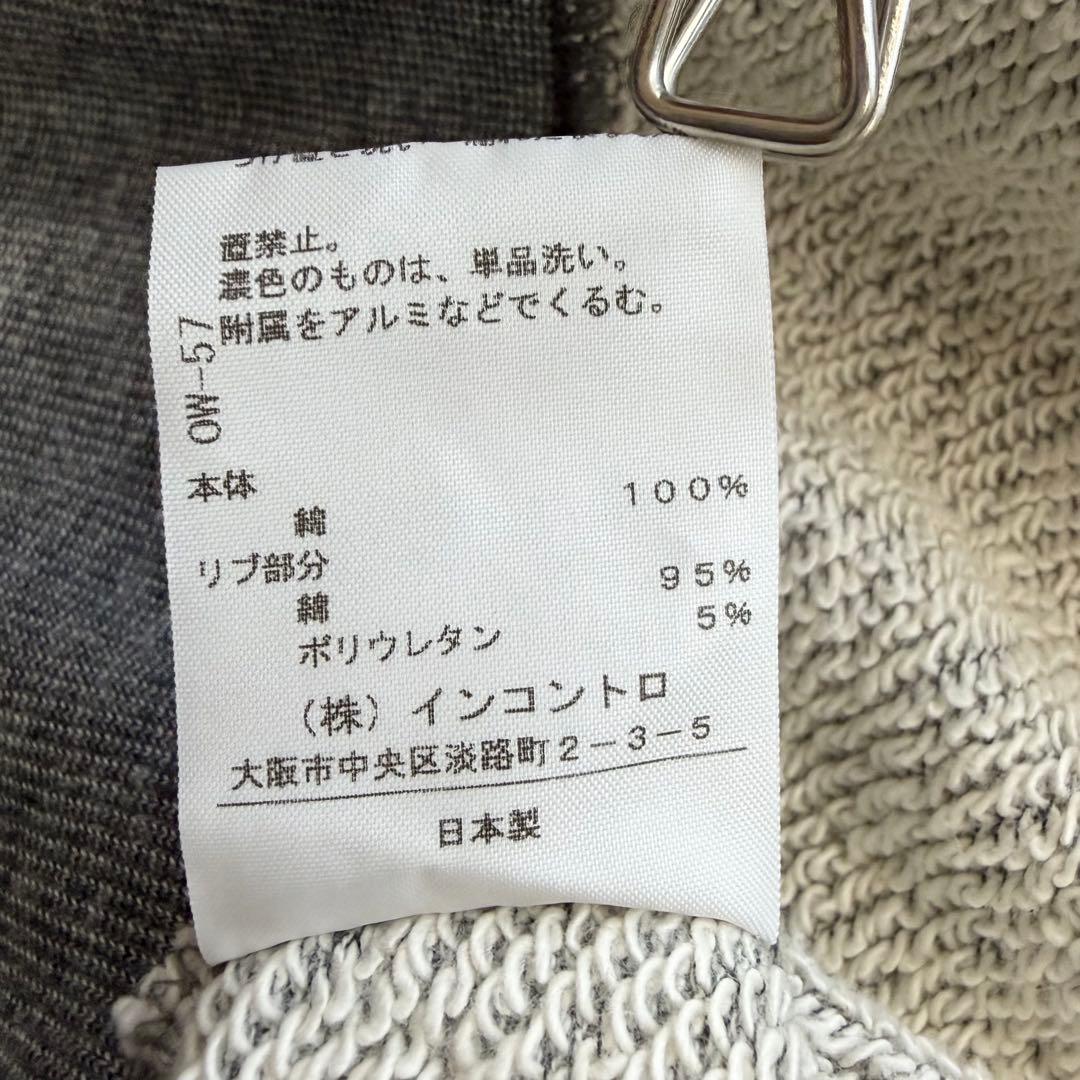 直禁止。
濃色のものは、単品洗い。
附属をアルミなどでくるむ。
OW-57
本体
綿 100%
リブ部分
綿 95%
ポリウレタン 5%
（株）インコントロ
大阪市中央区淡路町2-3-5
日本製